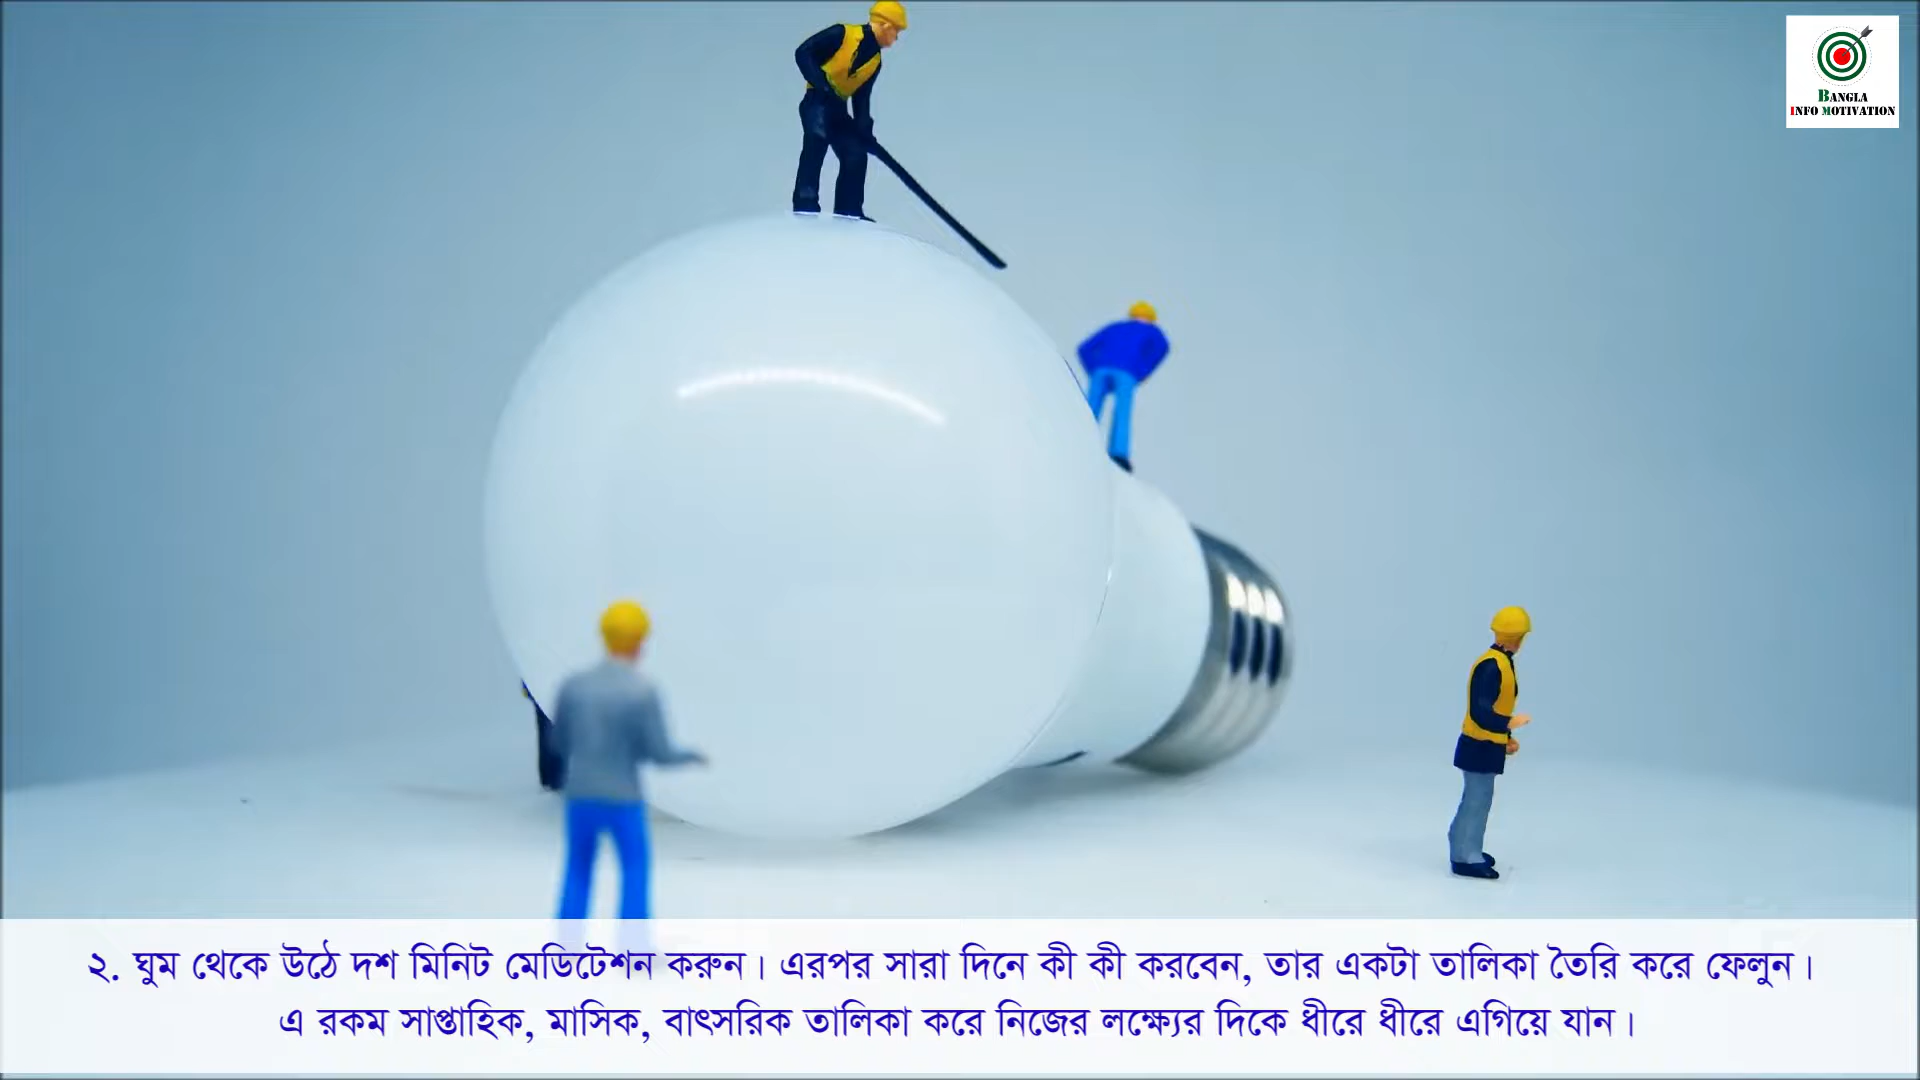 BANGLA
INFO MOTIVATION
২. ঘুম থেকে উঠে দশ মিনিট মেডিটেশন করুন। এরপর সারা দিনে কী কী করবেন, তার একটা তালিকা তৈরি করে ফেলুন।
এ রকম সাপ্তাহিক, মাসিক, বাৎসরিক তালিকা করে নিজের লক্ষ্যের দিকে ধীরে ধীরে এগিয়ে যান।